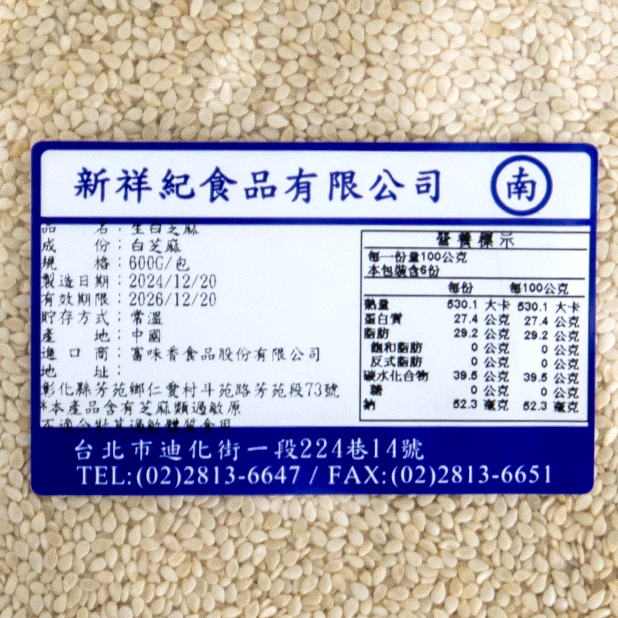 新祥紀食品有限公司 南
品 名：生白芝麻
成 份：白芝麻
規 格：600G/包
製造日期：2024/12/20
有效期限：2026/12/20
貯存方式：常溫
產 地：中國
進 口 商：富味香食品股份有限公司
地 址：
彰化縣芳苑鄉仁愛村斗苑路芳苑段73號
*本產品含有芝麻類過敏原
不適合對其過敏體質食用
營養標示
每一份量100公克
本包裝含6份
每份 每100公克
熱量 530.1 大卡 530.1 大卡
蛋白質 27.4 公克 27.4 公克
脂肪 29.2 公克 29.2 公克
飽和脂肪 0 公克 0 公克
反式脂肪 0 公克 0 公克
碳水化合物 39.5 公克 39.5 公克
糖 0 公克 0 公克
鈉 52.3 毫克 52.3 毫克
台北市迪化街一段224巷14號
TEL:(02)2813-6647 / FAX:(02)2813-6651